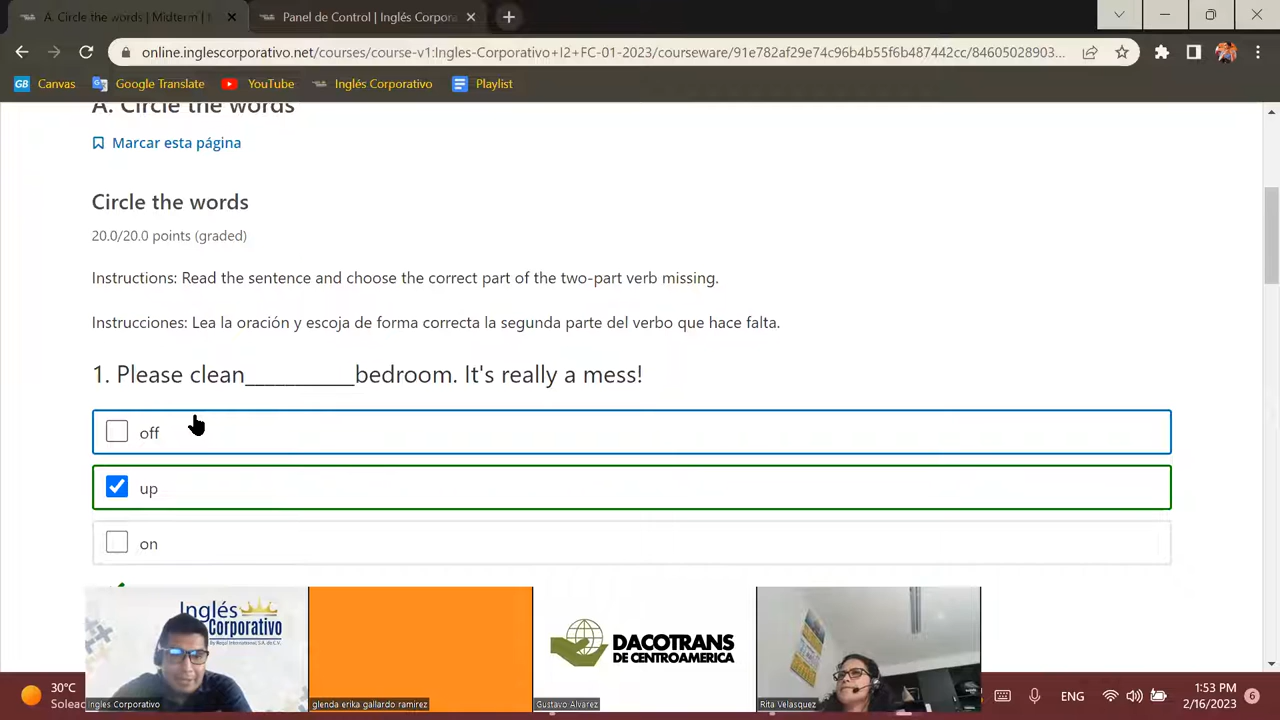 A. Circle the words | Midterm |
Panel de Control | Inglés Corpor
online.inglescorporativo.net/courses/course-v1:Ingles-Corporativo+I2+FC-01-2023/courseware/91e782af29e74c96b4b55f6b487442cc/84605028903...
GB Canvas Google Translate YouTube Inglés Corporativo Playlist
A. Circle the words
Marcar esta página
Circle the words
20.0/20.0 points (graded)
Instructions: Read the sentence and choose the correct part of the two-part verb missing.
Instrucciones: Lea la oración y escoja de forma correcta la segunda parte del verbo que hace falta.
1. Please clean___________bedroom. It's really a mess!
off
up
on
Inglés
Corporativo
DACOTRANS
DE CENTROAMERICA
Ingles Corporativo
glenda erika gallardo ramirez
Gustavo Alvarez
Rita Velasquez
30°C
Solead
ENG
1:53 PM
2/16/2023
6